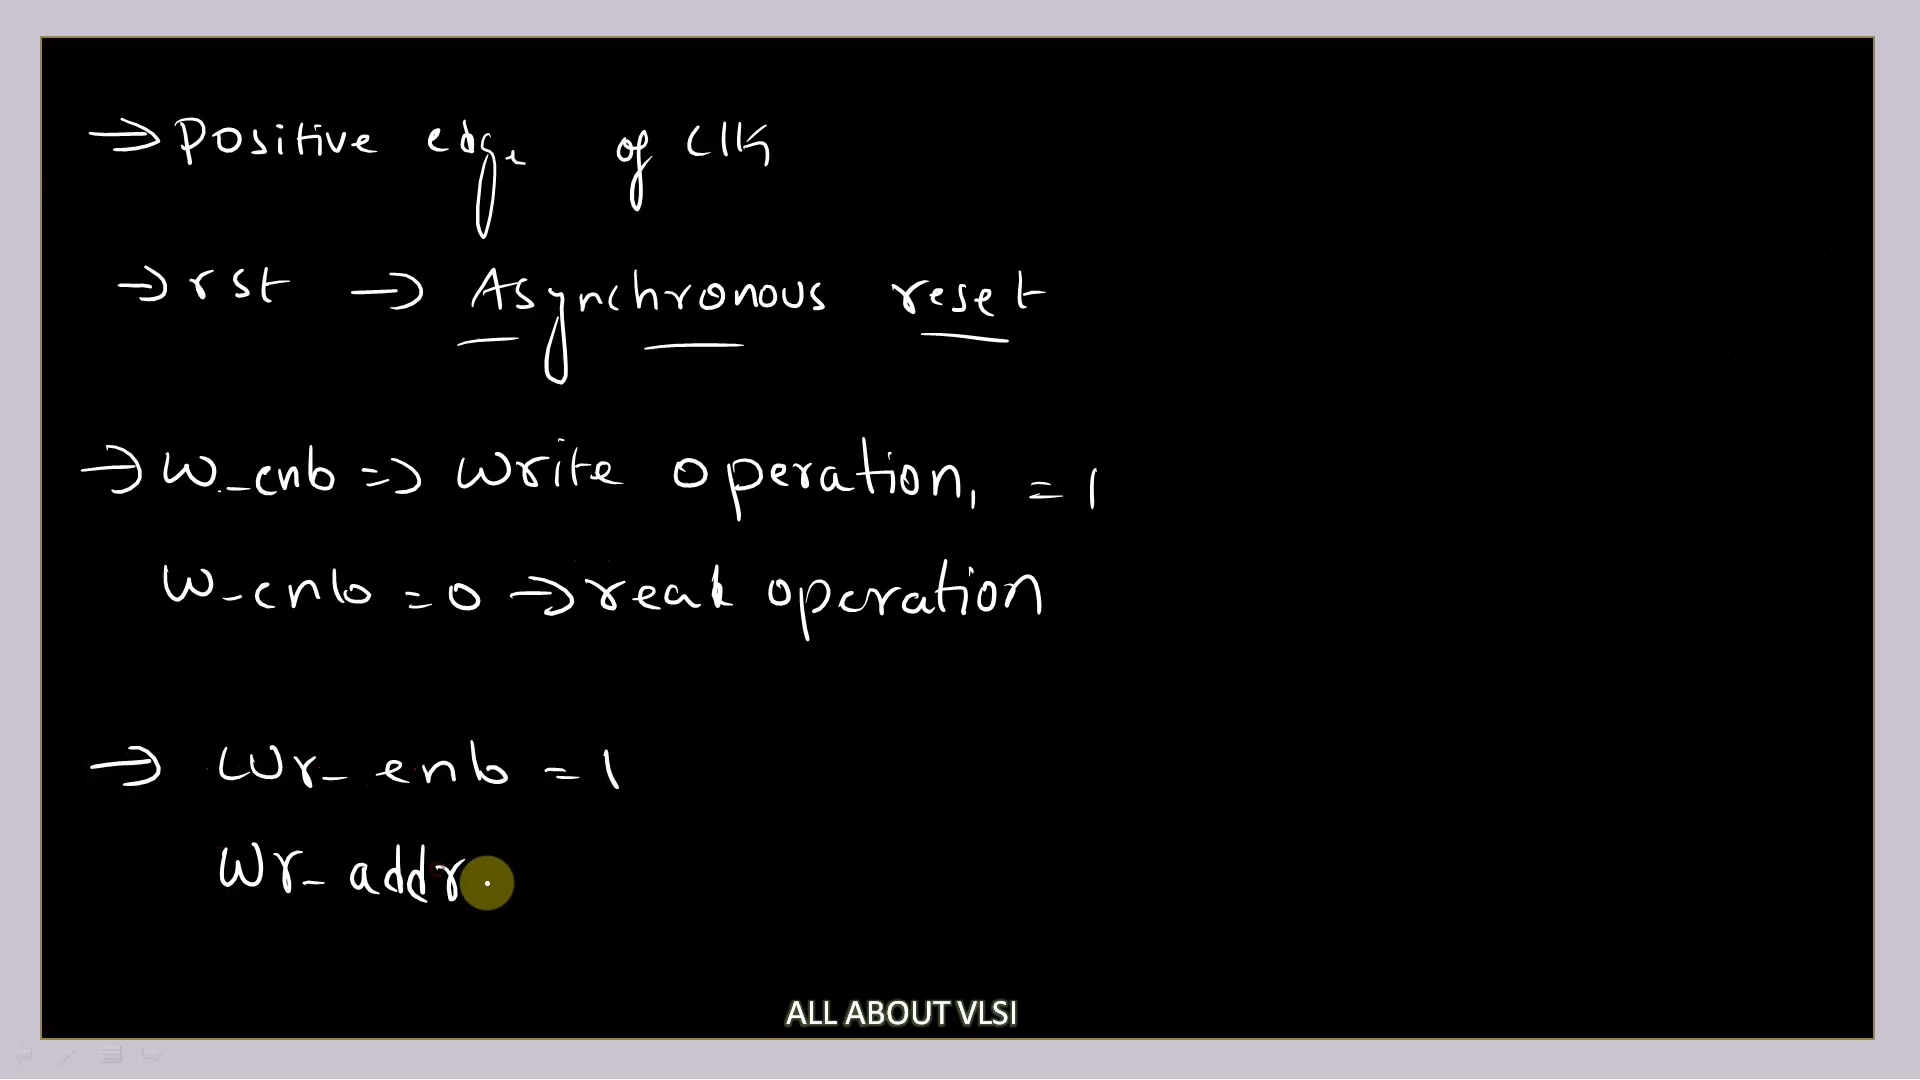 → Positive edge of clk
→ rst → Asynchronous reset
→ w_enb => write operation, = 1
w_enb = 0 → read operation
→ wr_enb = 1
wr_addr
ALL ABOUT VLSI